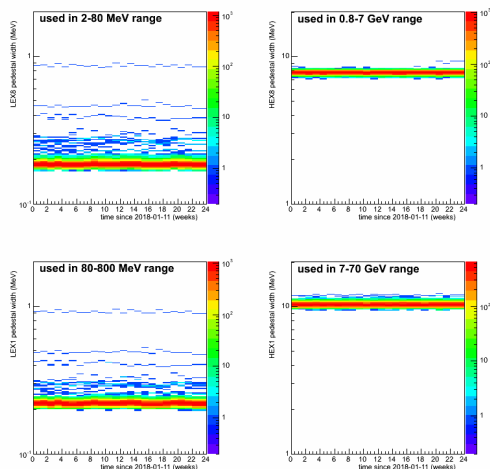 used in 2-80 MeV range
LEX8 pedestal width (MeV)
1
10⁻¹
0 2 4 6 8 10 12 14 16 18 20 22 24
time since 2018-01-11 (weeks)
10³
10²
10
1
used in 0.8-7 GeV range
HEX8 pedestal width (MeV)
10
1
0 2 4 6 8 10 12 14 16 18 20 22 24
time since 2018-01-11 (weeks)
10²
10
1
used in 80-800 MeV range
LEX1 pedestal width (MeV)
1
10⁻¹
0 2 4 6 8 10 12 14 16 18 20 22 24
time since 2018-01-11 (weeks)
10³
10²
10
1
used in 7-70 GeV range
HEX1 pedestal width (MeV)
10
1
0 2 4 6 8 10 12 14 16 18 20 22 24
time since 2018-01-11 (weeks)
10²
10
1